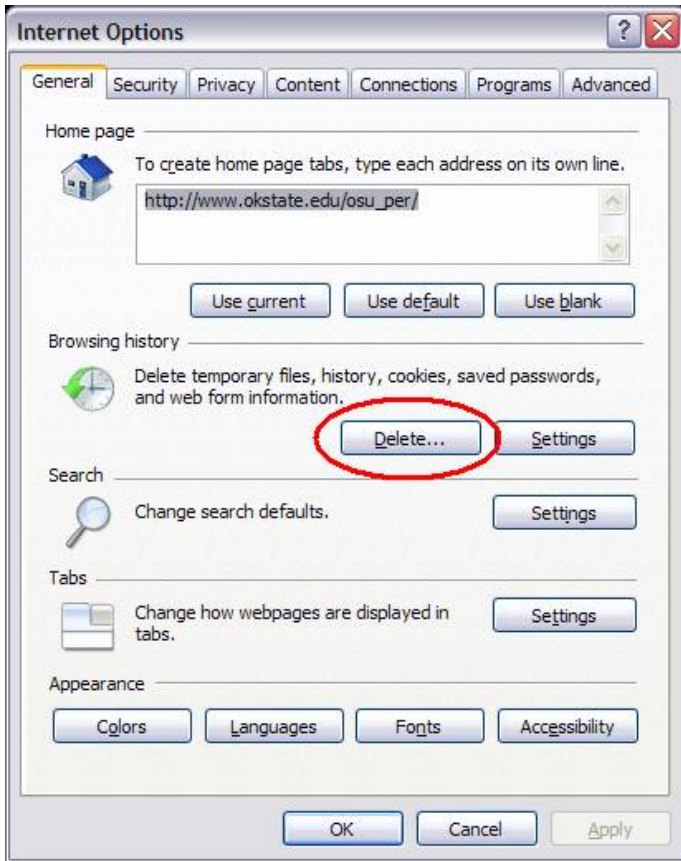 Internet Options
General Security Privacy Content Connections Programs Advanced
Home page
To create home page tabs, type each address on its own line.
http://www.okstate.edu/osu_per/
Use current Use default Use blank
Browsing history
Delete temporary files, history, cookies, saved passwords,
and web form information.
Delete... Settings
Search
Change search defaults.
Settings
Tabs
Change how webpages are displayed in
tabs.
Settings
Appearance
Colors Languages Fonts Accessibility
OK Cancel Apply